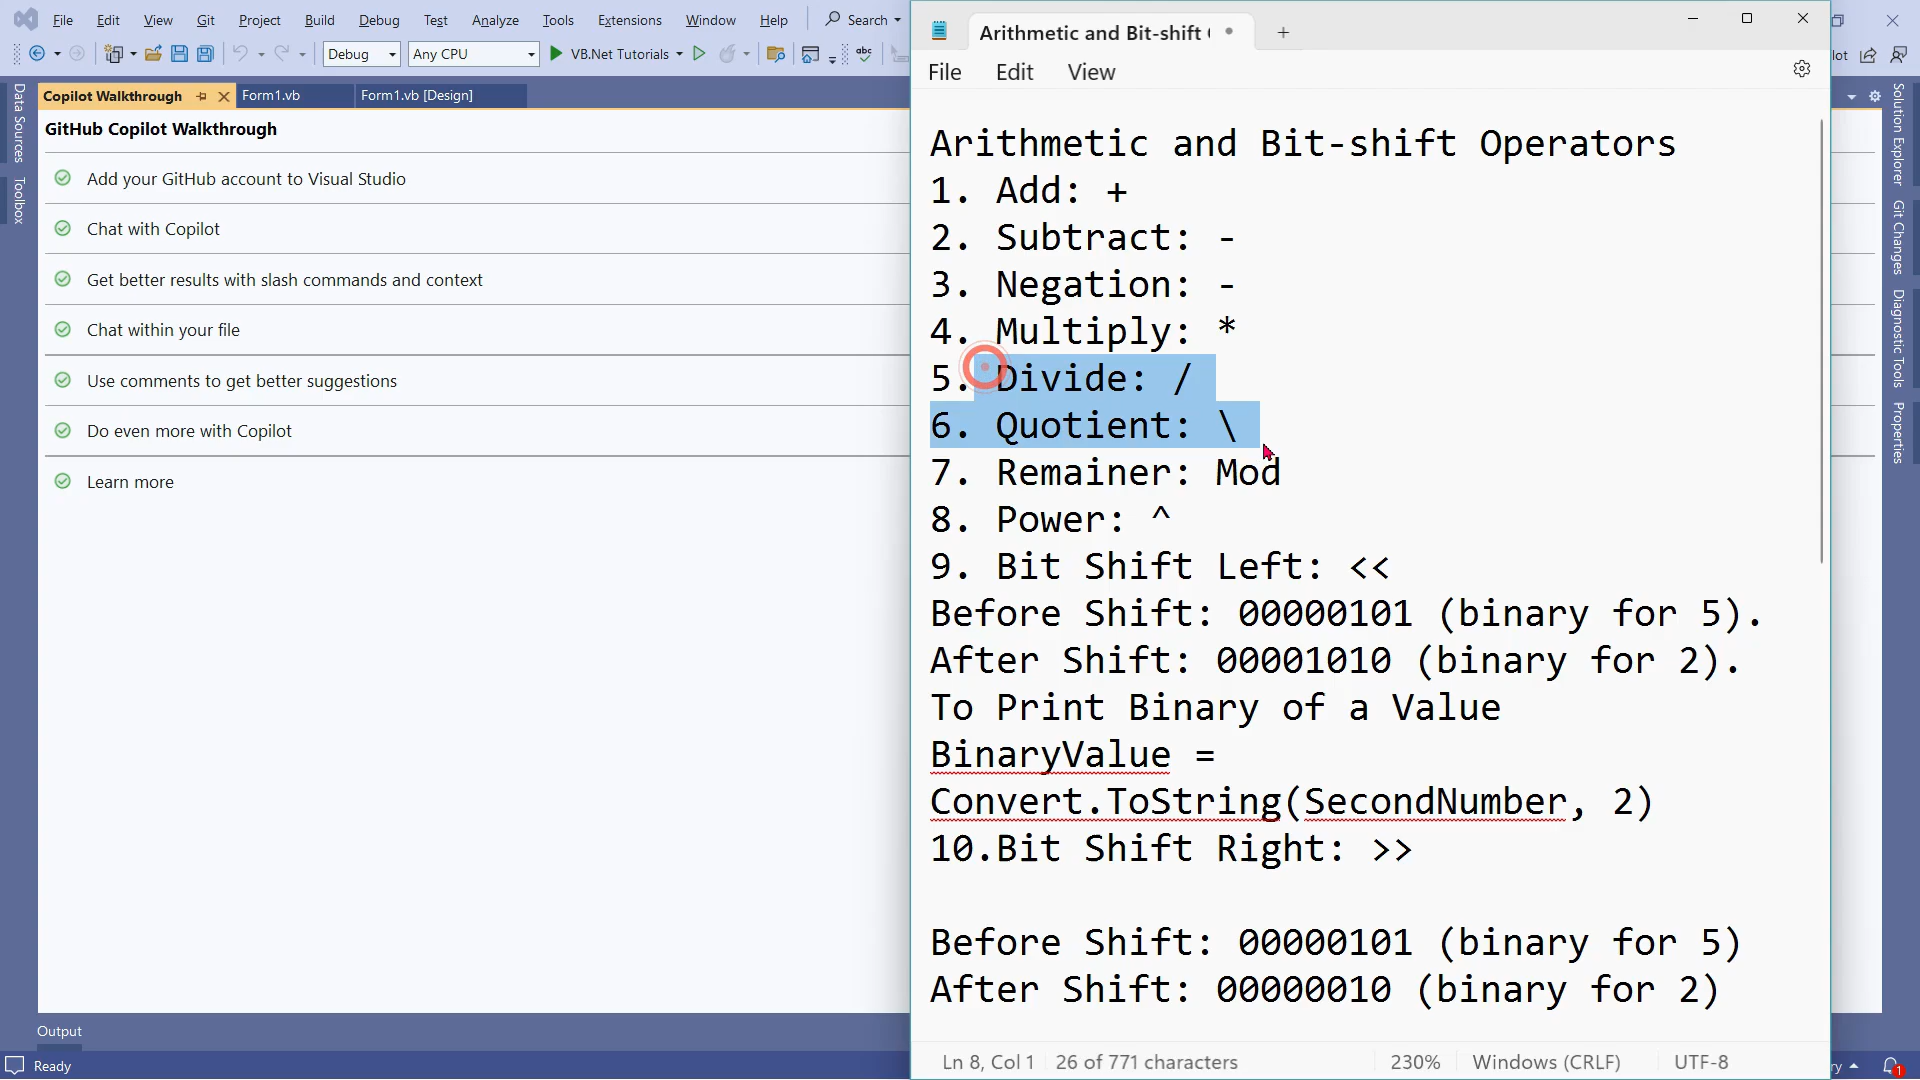 File Edit View Git Project Build Debug Test Analyze Tools Extensions Window Help Search
Debug Any CPU VB.Net Tutorials abc
Copilot Walkthrough Form1.vb Form1.vb [Design]
GitHub Copilot Walkthrough
Add your GitHub account to Visual Studio
Chat with Copilot
Get better results with slash commands and context
Chat within your file
Use comments to get better suggestions
Do even more with Copilot
Learn more
Data Sources
Toolbox
Output
Ready
Arithmetic and Bit-shift
File Edit View
Arithmetic and Bit-shift Operators
1. Add: +
2. Subtract: -
3. Negation: -
4. Multiply: *
5. Divide: /
6. Quotient: \
7. Remainer: Mod
8. Power: ^
9. Bit Shift Left: <<
Before Shift: 00000101 (binary for 5).
After Shift: 00001010 (binary for 2).
To Print Binary of a Value
BinaryValue =
Convert.ToString(SecondNumber, 2)
10.Bit Shift Right: >>
Before Shift: 00000101 (binary for 5)
After Shift: 00000010 (binary for 2)
Ln 8, Col 1 26 of 771 characters 230% Windows (CRLF) UTF-8
Solution Explorer
Git Changes
Diagnostic Tools
Properties
1